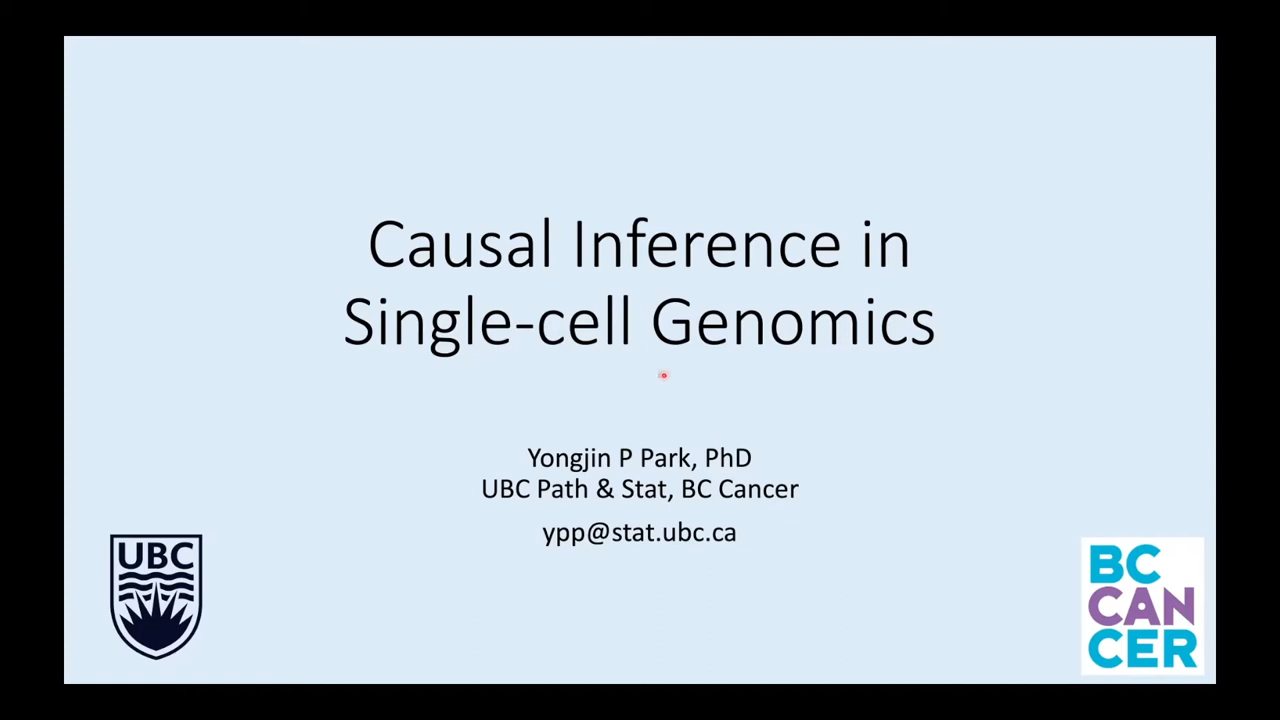 Causal Inference in
Single-cell Genomics
Yongjin P Park, PhD
UBC Path & Stat, BC Cancer
ypp@stat.ubc.ca
UBC
BC
CAN
CER